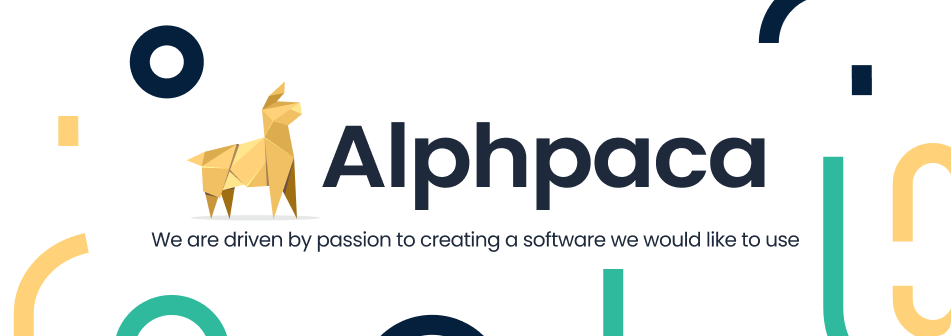 Alphpaca
We are driven by passion to creating a software we would like to use